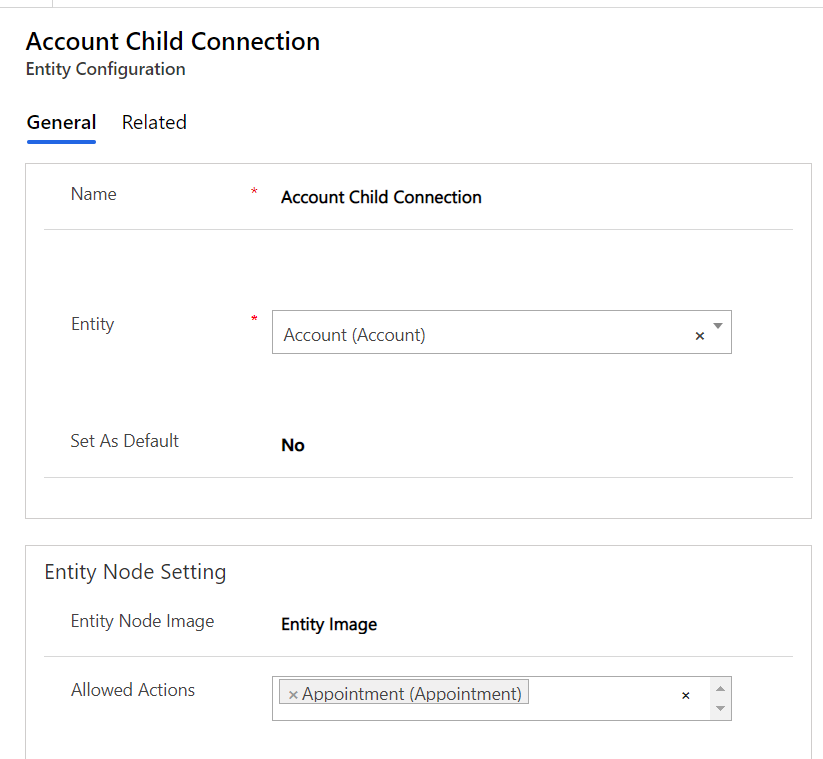 Account Child Connection
Entity Configuration
General Related
Name * Account Child Connection
Entity * Account (Account) ×
Set As Default No
Entity Node Setting
Entity Node Image Entity Image
Allowed Actions × Appointment (Appointment) ×